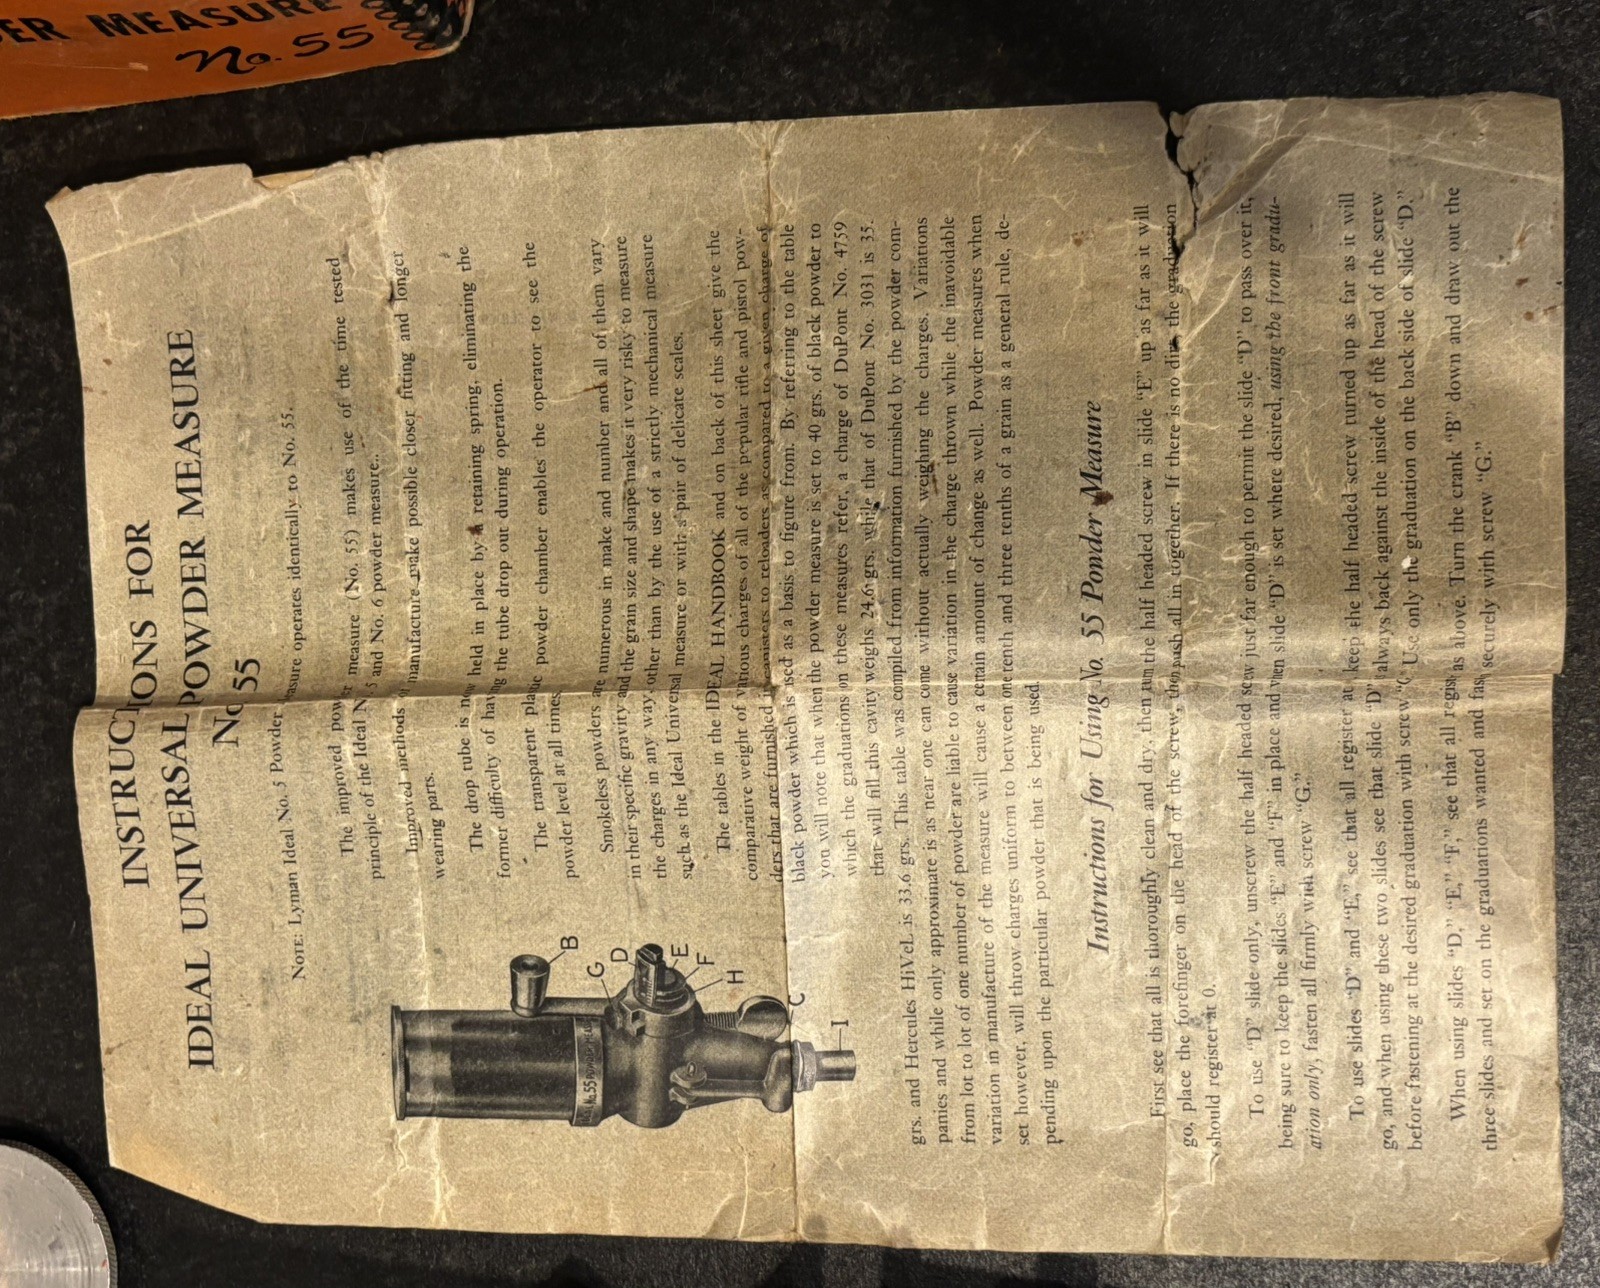 ER MEASURE
No. 55
INSTRUCTIONS FOR
IDEAL UNIVERSAL POWDER MEASURE
No 55
NOTE: Lyman Ideal No. 5 Powder asure operates identically to No. 55.
The improved powder measure (No. 55) makes use of the time tested
principle of the Ideal N 5 and No. 6 powder measure..
Improved methods of manufacture make possible closer fitting and longer
wearing parts.
The drop tube is now held in place by a retaining spring, eliminating the
former difficulty of having the tube drop out during operation.
The transparent plastic powder chamber enables the operator to see the
powder level at all times.
Smokeless powders are numerous in make and number and all of them vary
in their specific gravity and the grain size and shape makes it very risky to measure
the charges in any way other than by the use of a strictly mechanical measure
such as the Ideal Universal measure or with a pair of delicate scales.
The tables in the IDEAL HANDBOOK and on back of this sheet give the
comparative weight of various charges of all of the popular rifle and pistol pow-
ders that are furnished by canisters to reloaders as compared to a given charge of
black powder which is used as a basis to figure from. By referring to the table
you will note that when the powder measure is set to 40 grs. of black powder to
which the graduations on these measures refer, a charge of DuPont No. 4759
that will fill this cavity weighs 24.6 grs. while that of DuPont No. 3031 is 35.
grs. and Hercules HiVeL is 33.6 grs. This table was compiled from information furnished by the powder com-
panies and while only approximate is as near one can come without actually weighing the charges. Variations
from lot to lot of one number of powder are liable to cause variation in the charge thrown while the inavoidable
variation in manufacture of the measure will cause a certain amount of change as well. Powder measures when
set however, will throw charges uniform to between one tenth and three tenths of a grain as a general rule, de-
pending upon the particular powder that is being used.
Instructions for Using No. 55 Powder Measure
First see that all is thoroughly clean and dry, then turn the half headed screw in slide “E” up as far as it will
go, place the forefinger on the head of the screw, then push all in together. If there is no dirt, the graduation
should register at 0.
To use “D” slide only, unscrew the half headed screw just far enough to permit the slide “D” to pass over it,
being sure to keep the slides “E” and “F” in place and when slide “D” is set where desired, using the front gradu-
ation only, fasten all firmly with screw “G.”
To use slides “D” and “E,” see that all register at keep the half headed screw turned up as far as it will
go, and when using these two slides see that slide “D” always back against the inside of the head of the screw
before fastening at the desired graduation with screw “G Use only the graduation on the back side of slide “D.”
When using slides “D,” “E,” “F,” see that all regis as above. Turn the crank “B” down and draw out the
three slides and set on the graduations wanted and fas securely with screw “G.”
B
G
D
E
F
H
C
I
No. 55 POWDER MEASURE